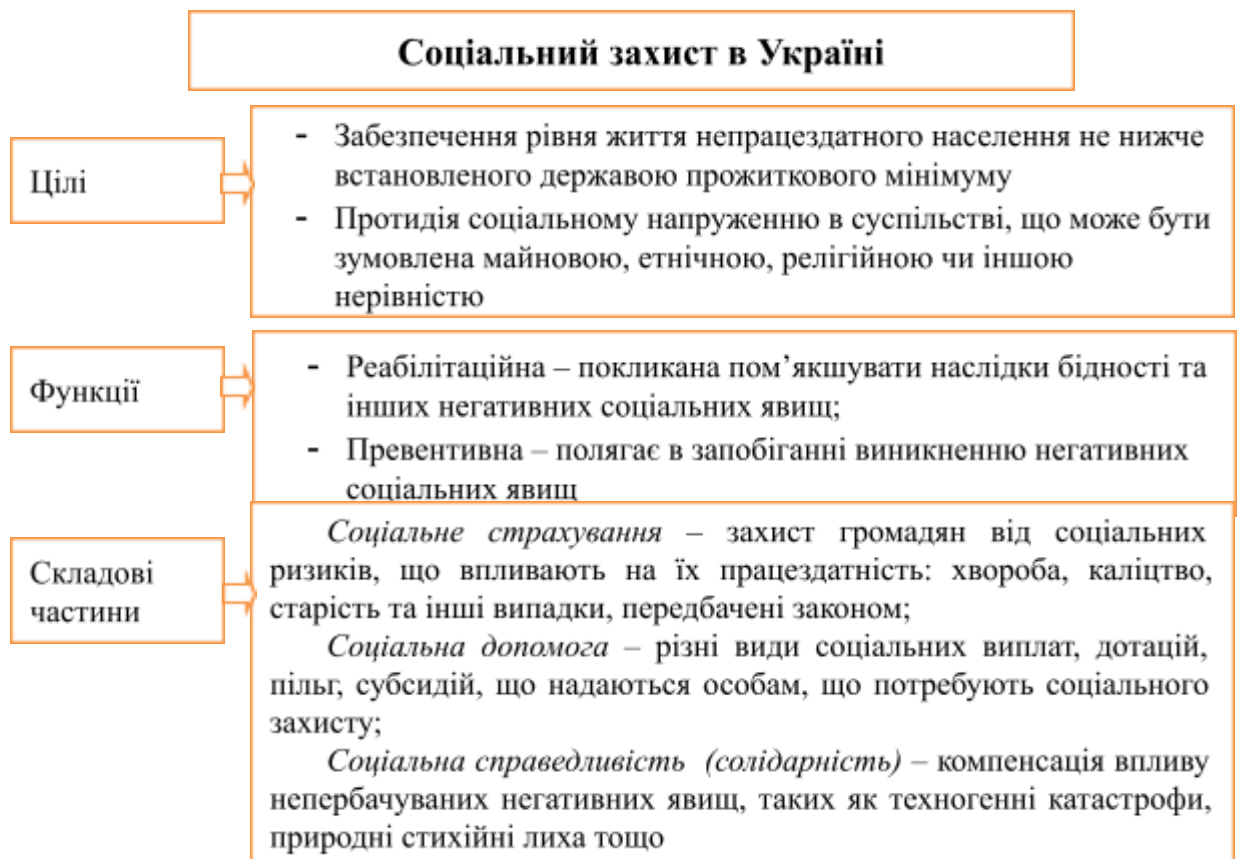 Соціальний захист в Україні
Цілі
- Забезпечення рівня життя непрацездатного населення не нижче
встановленого державою прожиткового мінімуму
- Протидія соціальному напруженню в суспільстві, що може бути
зумовлена майновою, етнічною, релігійною чи іншою
нерівністю
Функції
- Реабілітаційна – покликана пом’якшувати наслідки бідності та
інших негативних соціальних явищ;
- Превентивна – полягає в запобіганні виникненню негативних
соціальних явищ
Складові
частини
Соціальне страхування – захист громадян від соціальних
ризиків, що впливають на їх працездатність: хвороба, каліцтво,
старість та інші випадки, передбачені законом;
Соціальна допомога – різні види соціальних виплат, дотацій,
пільг, субсидій, що надаються особам, що потребують соціального
захисту;
Соціальна справедливість (солідарність) – компенсація впливу
непербачуваних негативних явищ, таких як техногенні катастрофи,
природні стихійні лиха тощо